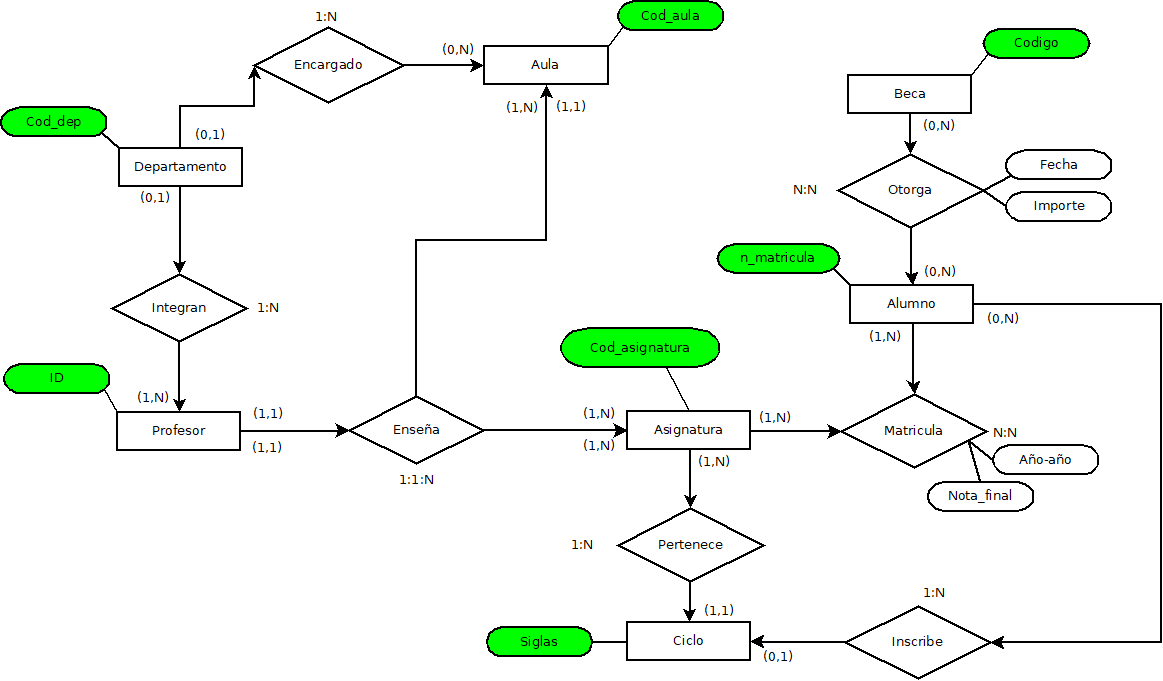 1:N
Cod_aula
Encargado
(0,N)
Aula
Codigo
Beca
(1,N)
(1,1)
Cod_dep
(0,1)
(0,N)
Departamento
(0,1)
Fecha
N:N
Otorga
Importe
n_matricula
(0,N)
Alumno
Integran
1:N
(0,N)
(1,N)
Cod_asignatura
ID
(1,N)
(1,1)
(1,N)
(1,N)
Profesor
Enseña
Asignatura
Matricula
N:N
(1,1)
(1,N)
(1,N)
Año-año
1:1:N
Nota_final
1:N
Pertenece
1:N
(1,1)
Siglas
Ciclo
Inscribe
(0,1)